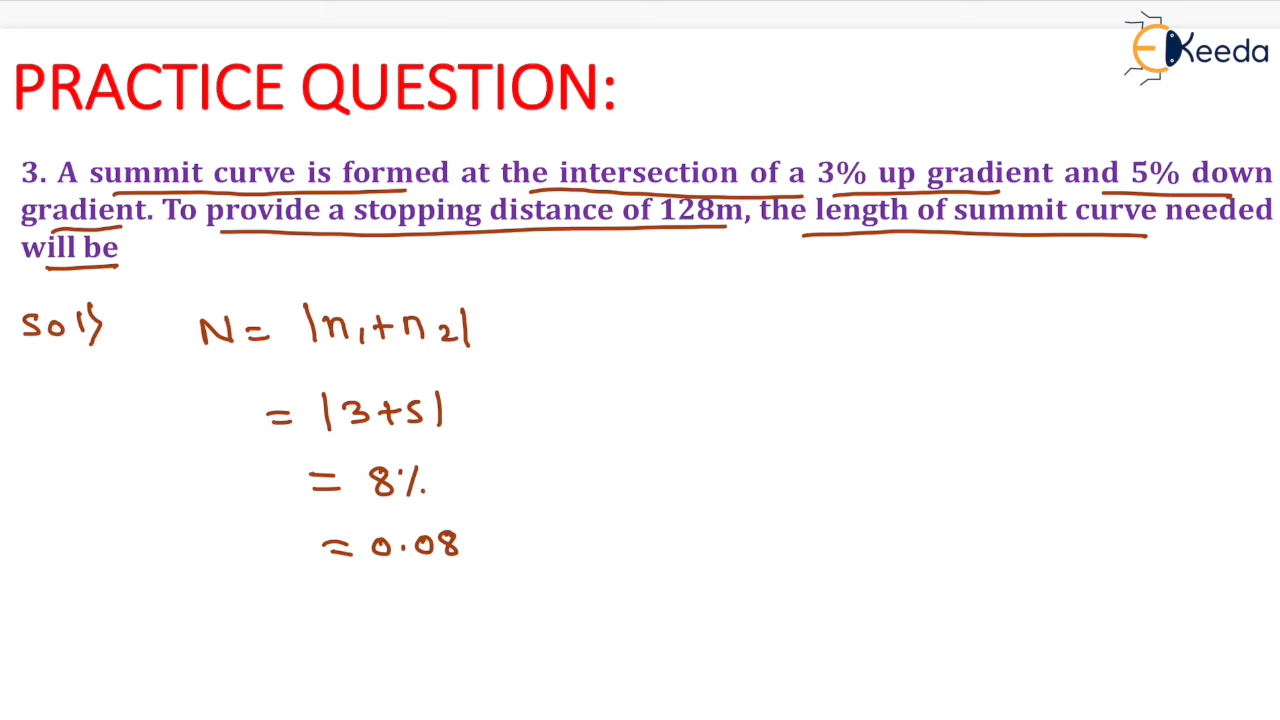 Keeda
PRACTICE QUESTION:
3. A summit curve is formed at the intersection of a 3% up gradient and 5% down
gradient. To provide a stopping distance of 128m, the length of summit curve needed
will be
Sol)
N = |n₁+n₂|
= |3+5|
= 8%
= 0.08